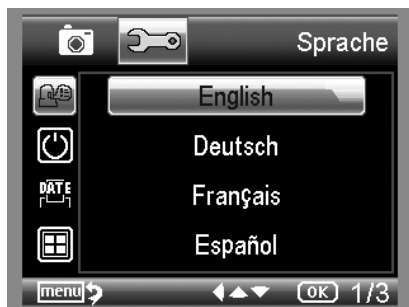 Sprache
English
Deutsch
DATE
Français
Español
menu
OK 1/3